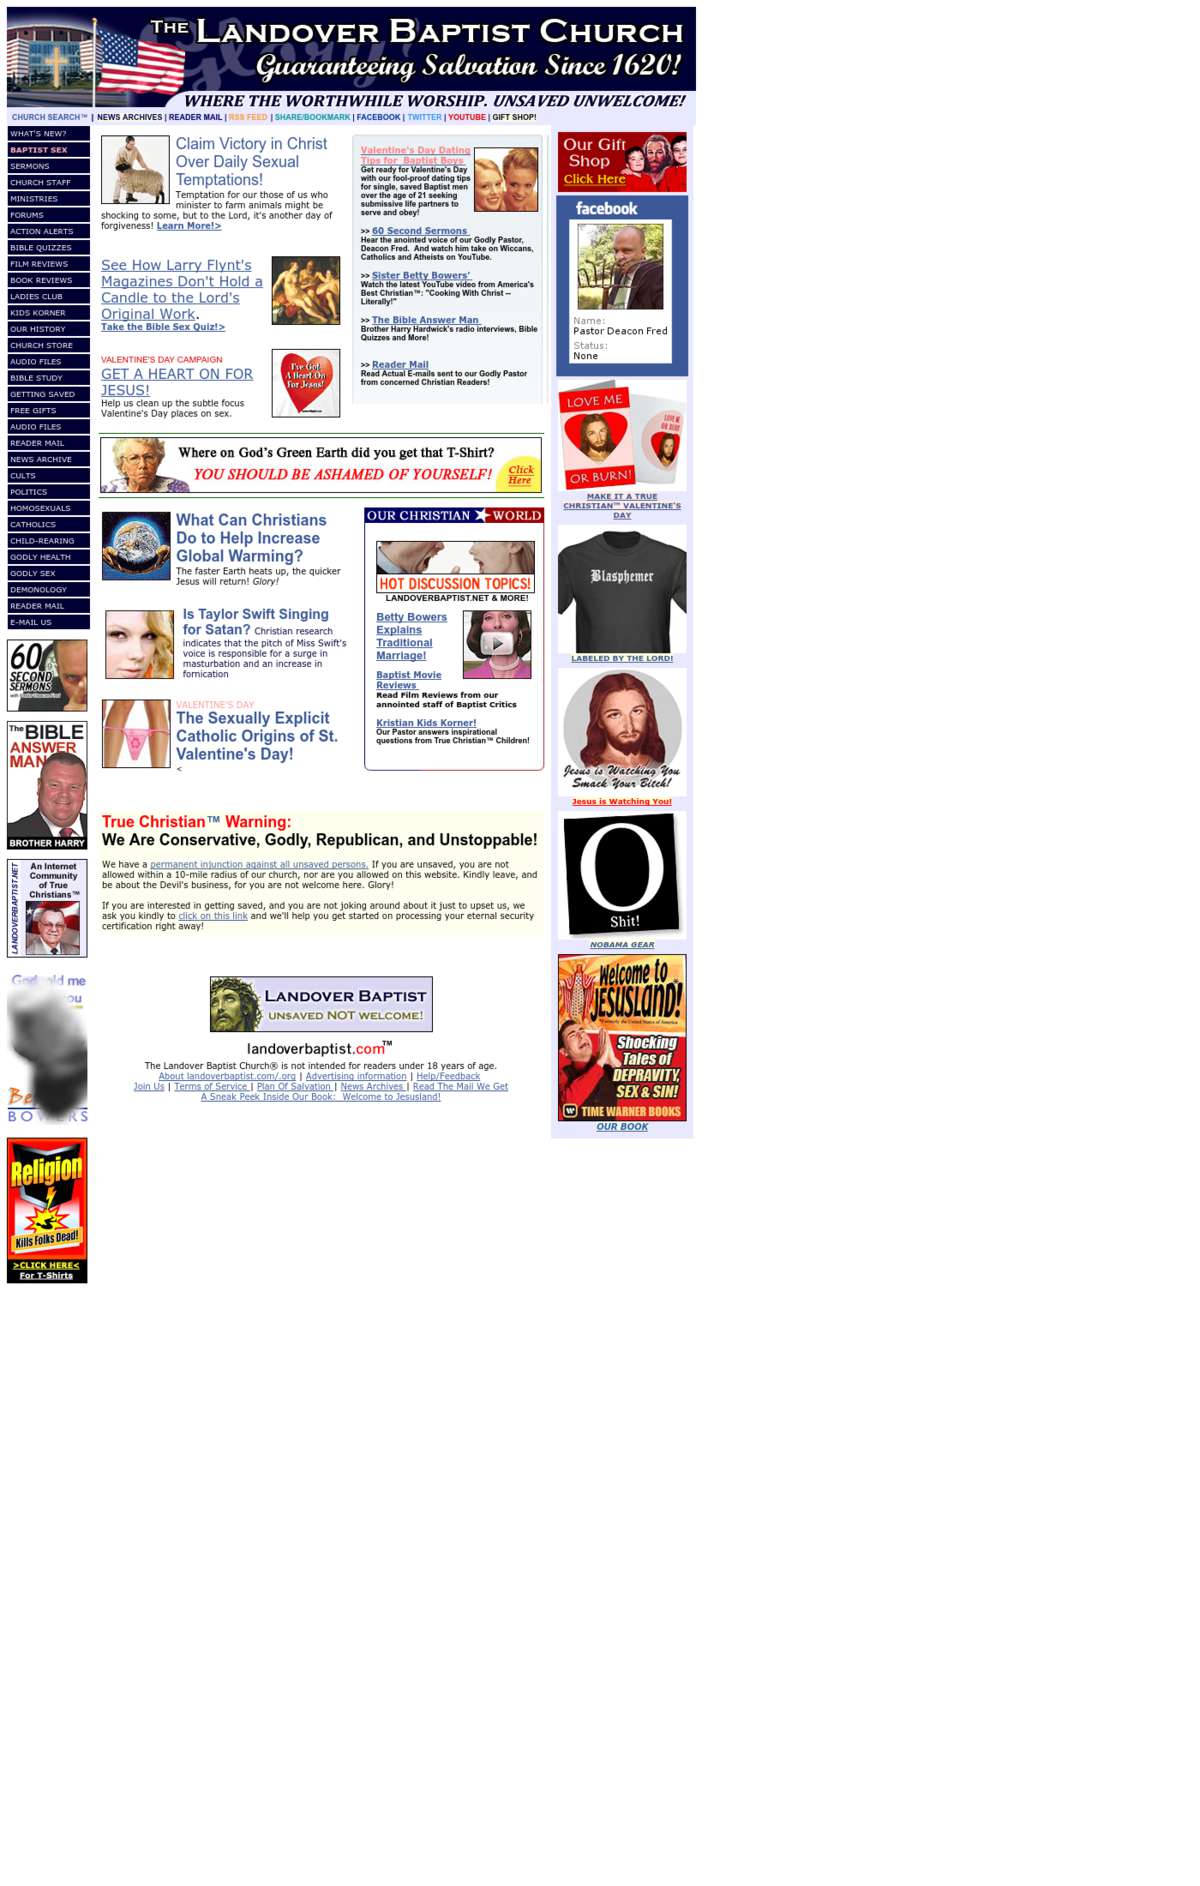 THE LANDOVER BAPTIST CHURCH
Guaranteeing Salvation Since 1620!
WHERE THE WORTHWHILE WORSHIP. UNSAVED UNWELCOME!
CHURCH SEARCH™ | NEWS ARCHIVES | READER MAIL | RSS FEED | SHARE/BOOKMARK | FACEBOOK | TWITTER | YOUTUBE | GIFT SHOP!
WHAT'S NEW?
BAPTIST SEX
SERMONS
CHURCH STAFF
MINISTRIES
FORUMS
ACTION ALERTS
BIBLE QUIZZES
FILM REVIEWS
BOOK REVIEWS
LADIES CLUB
KIDS KORNER
OUR HISTORY
CHURCH STORE
AUDIO FILES
BIBLE STUDY
GETTING SAVED
FREE GIFTS
AUDIO FILES
READER MAIL
NEWS ARCHIVE
CULTS
POLITICS
HOMOSEXUALS
CATHOLICS
CHILD-REARING
GODLY HEALTH
GODLY SEX
DEMONOLOGY
READER MAIL
E-MAIL US
60
SECOND
SERMONS
The BIBLE
ANSWER
MAN
BROTHER HARRY
LANDOVERBAPTIST.NET
An Internet
Community
of True
Christians™
BOWERS
Religion
Kills Folks Dead!
>CLICK HERE<
For T-Shirts
Claim Victory in Christ
Over Daily Sexual
Temptations!
Temptation for our those of us who
minister to farm animals might be
shocking to some, but to the Lord, it's another day of
forgiveness! Learn More!>
See How Larry Flynt's
Magazines Don't Hold a
Candle to the Lord's
Original Work.
Take the Bible Sex Quiz!>
VALENTINE'S DAY CAMPAIGN
GET A HEART ON FOR
JESUS!
Help us clean up the subtle focus
Valentine's Day places on sex.
I've Got
A Heart On
For Jesus!
Valentine's Day Dating
Tips for Baptist Boys
Get ready for Valentine's Day
with our fool-proof dating tips
for single, saved Baptist men
over the age of 21 seeking
submissive life partners to
serve and obey!
>> 60 Second Sermons
Hear the anointed voice of our Godly Pastor,
Deacon Fred. And watch him take on Wiccans,
Catholics and Atheists on YouTube.
>> Sister Betty Bowers'
Watch the latest YouTube video from America's
Best Christian™: "Cooking With Christ --
Literally!"
>> The Bible Answer Man
Brother Harry Hardwick's radio interviews, Bible
Quizzes and More!
>> Reader Mail
Read Actual E-mails sent to our Godly Pastor
from concerned Christian Readers!
Where on God's Green Earth did you get that T-Shirt?
YOU SHOULD BE ASHAMED OF YOURSELF!
Click
Here
What Can Christians
Do to Help Increase
Global Warming?
The faster Earth heats up, the quicker
Jesus will return! Glory!
Is Taylor Swift Singing
for Satan? Christian research
indicates that the pitch of Miss Swift's
voice is responsible for a surge in
masturbation and an increase in
fornication
VALENTINE'S DAY
The Sexually Explicit
Catholic Origins of St.
Valentine's Day!
<
OUR CHRISTIAN WORLD
HOT DISCUSSION TOPICS!
LANDOVERBAPTIST.NET & MORE!
Betty Bowers
Explains
Traditional
Marriage!
Baptist Movie
Reviews
Read Film Reviews from our
annointed staff of Baptist Critics
Kristian Kids Korner!
Our Pastor answers inspirational
questions from True Christian™ Children!
True Christian™ Warning:
We Are Conservative, Godly, Republican, and Unstoppable!
We have a permanent injunction against all unsaved persons. If you are unsaved, you are not
allowed within a 10-mile radius of our church, nor are you allowed on this website. Kindly leave, and
be about the Devil's business, for you are not welcome here. Glory!
If you are interested in getting saved, and you are not joking around about it just to upset us, we
ask you kindly to click on this link and we'll help you get started on processing your eternal security
certification right away!
LANDOVER BAPTIST
UNSAVED NOT WELCOME!
landoverbaptist.com™
The Landover Baptist Church® is not intended for readers under 18 years of age.
About landoverbaptist.com/.org | Advertising information | Help/Feedback
Join Us | Terms of Service | Plan Of Salvation | News Archives | Read The Mail We Get
A Sneak Peek Inside Our Book: Welcome to Jesusland!
Our Gift
Shop
Click Here
facebook
Name:
Pastor Deacon Fred
Status:
None
LOVE ME
OR BURN!
LOVE ME
OR BURN!
MAKE IT A TRUE
CHRISTIAN™ VALENTINE'S
DAY
Blasphemer
LABELED BY THE LORD!
Jesus is Watching You
Smack Your Bitch!
Jesus is Watching You!
O
Shit!
NOBAMA GEAR
Welcome to
JESUSLAND!*
*Formerly the United States of America
Shocking
Tales of
DEPRAVITY,
SEX & SIN!
TIME WARNER BOOKS
OUR BOOK